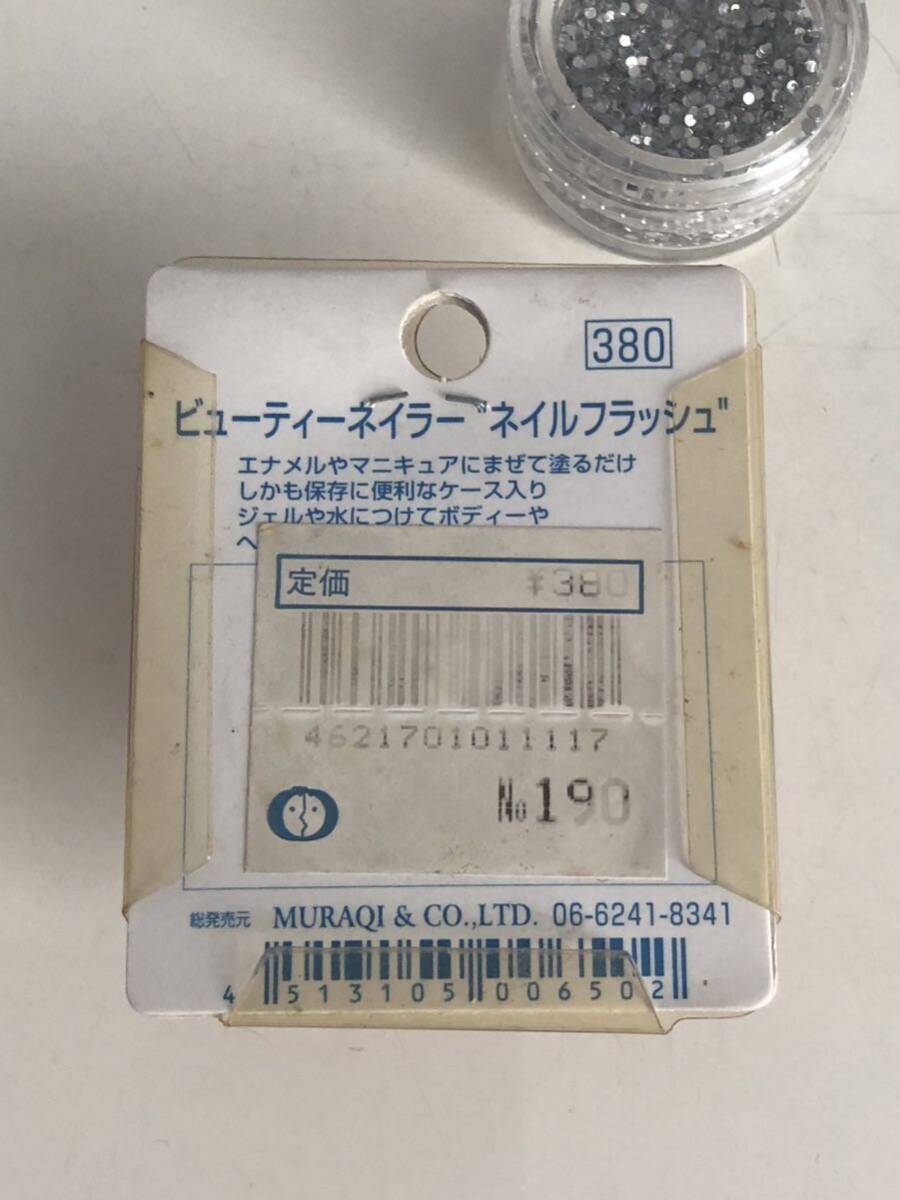 380
ビューティーネイラー"ネイルフラッシュ"
エナメルやマニキュアにまぜて塗るだけ
しかも保存に便利なケース入り
ジェルや水につけてボディーや
ヘ
定価 ¥380
4621701011117
No190
総発売元 MURAQI & CO.,LTD. 06-6241-8341
4 513105 006502